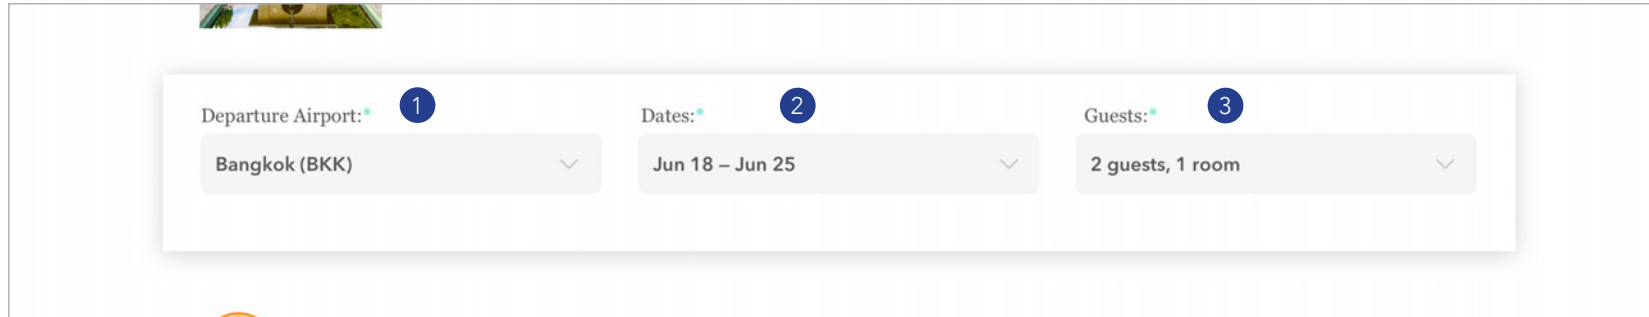 Departure Airport:* 1
Dates:* 2
Guests:* 3
Bangkok (BKK)
Jun 18 – Jun 25
2 guests, 1 room